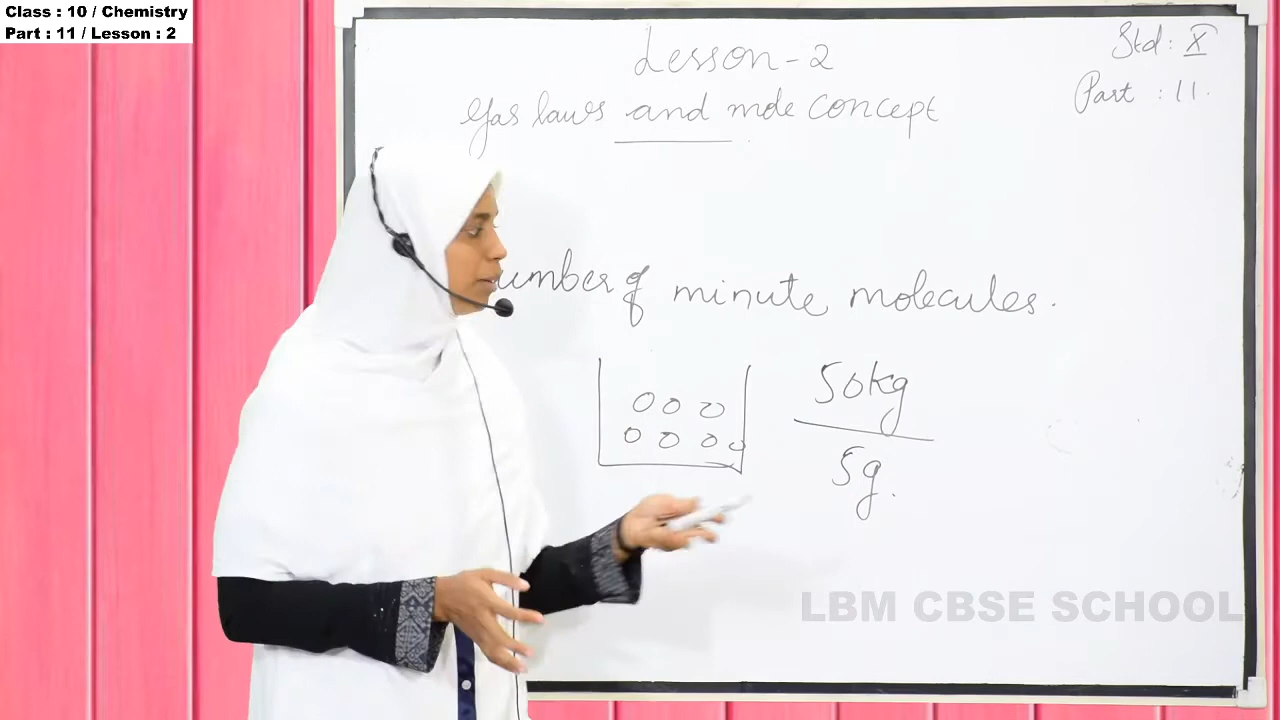 Class : 10 / Chemistry
Part : 11 / Lesson : 2
Lesson-2
Std: X
Part : 11.
Gas laws and mole concept
umber of minute molecules.
50kg
5g.
LBM CBSE SCHOOL